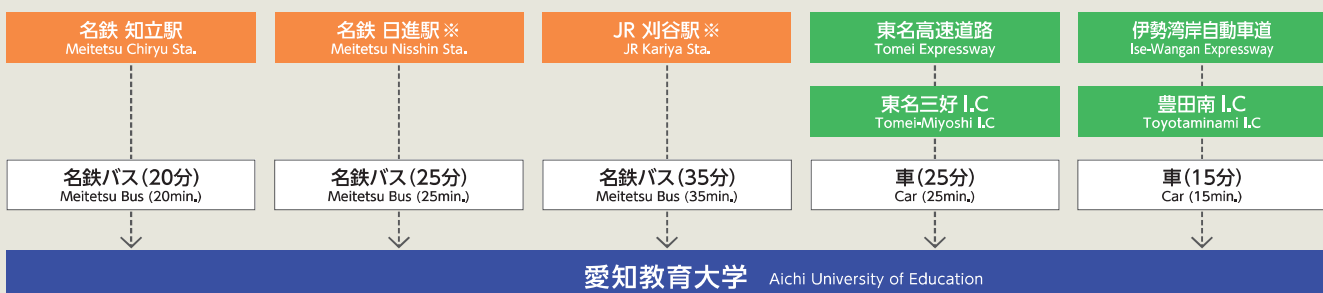 名鉄 知立駅
Meitetsu Chiryu Sta.
名鉄 日進駅※
Meitetsu Nisshin Sta.
JR 刈谷駅※
JR Kariya Sta.
東名高速道路
Tomei Expressway
伊勢湾岸自動車道
Ise-Wangan Expressway
東名三好 I.C
Tomei-Miyoshi I.C
豊田南 I.C
Toyotaminami I.C
名鉄バス(20分)
Meitetsu Bus (20min.)
名鉄バス(25分)
Meitetsu Bus (25min.)
名鉄バス(35分)
Meitetsu Bus (35min.)
車(25分)
Car (25min.)
車(15分)
Car (15min.)
愛知教育大学 Aichi University of Education